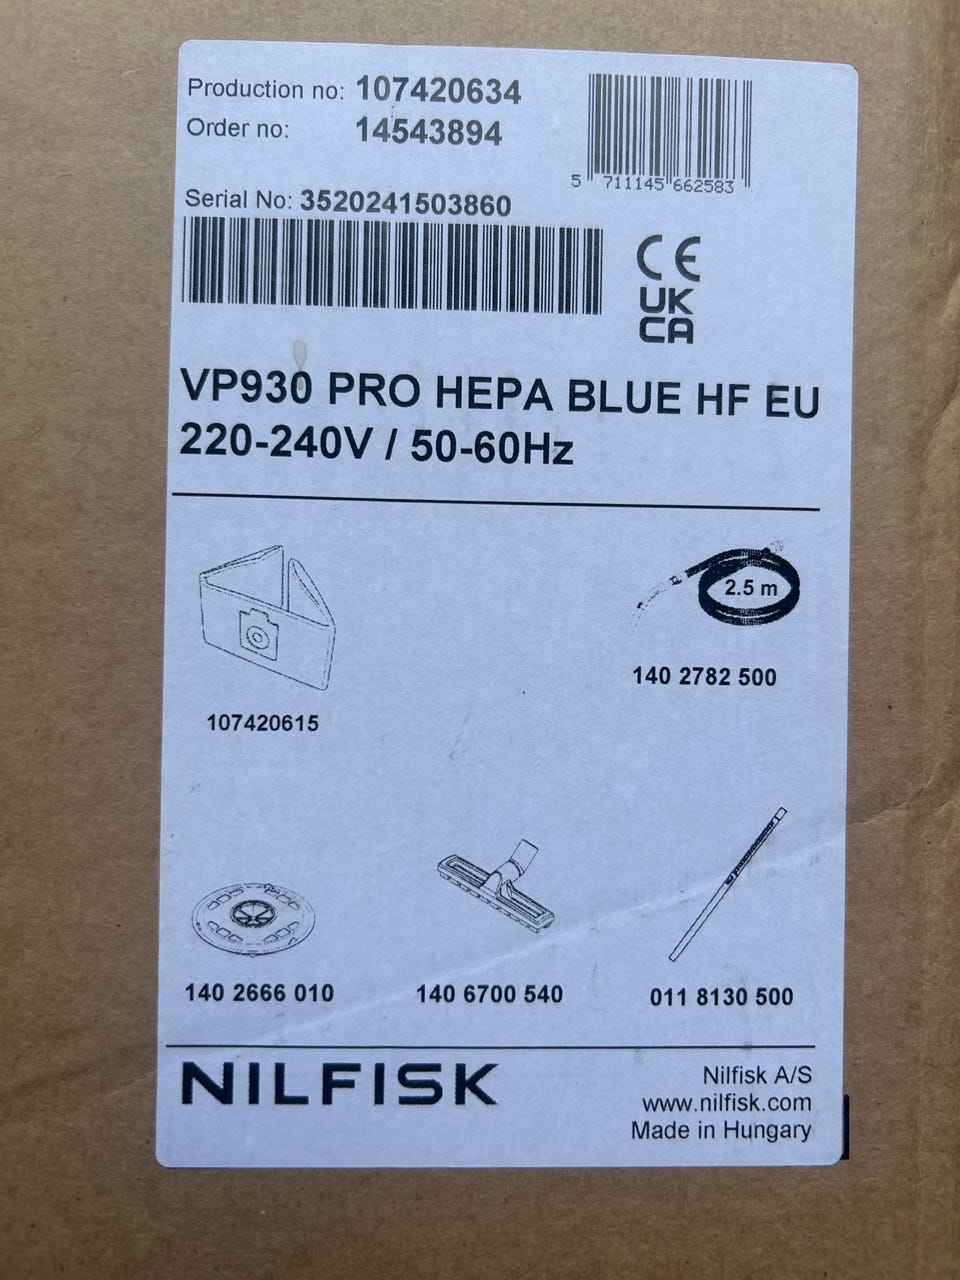 Production no: 107420634
Order no: 14543894
5 711145 662583
Serial No: 3520241503860
CE
UK
CA
VP930 PRO HEPA BLUE HF EU
220-240V / 50-60Hz
2.5 m
140 2782 500
107420615
140 2666 010
140 6700 540
011 8130 500
NILFISK
Nilfisk A/S
www.nilfisk.com
Made in Hungary